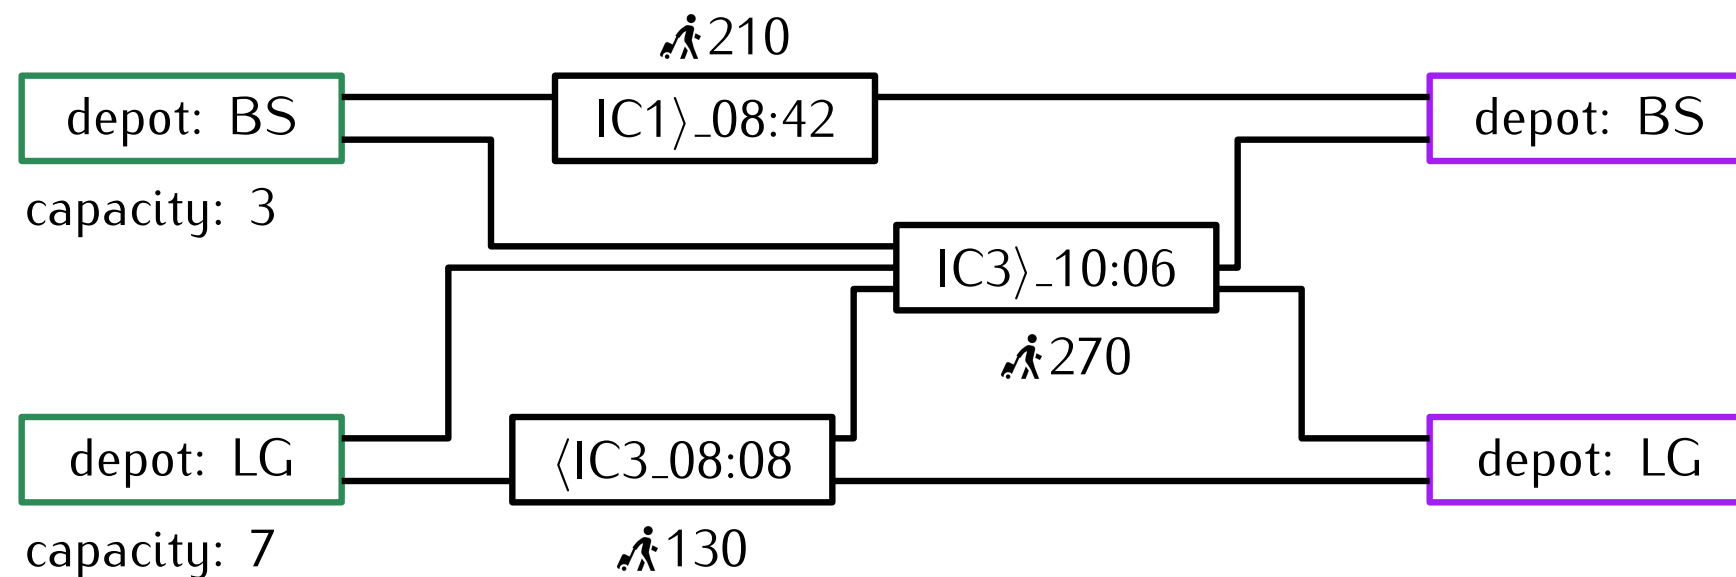 210
depot: BS
IC1⟩_08:42
depot: BS
capacity: 3
IC3⟩_10:06
270
depot: LG
⟨IC3_08:08
depot: LG
capacity: 7
130